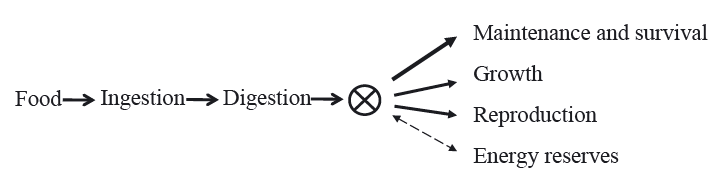 Maintenance and survival
Growth
Food Ingestion Digestion
Reproduction
Energy reserves